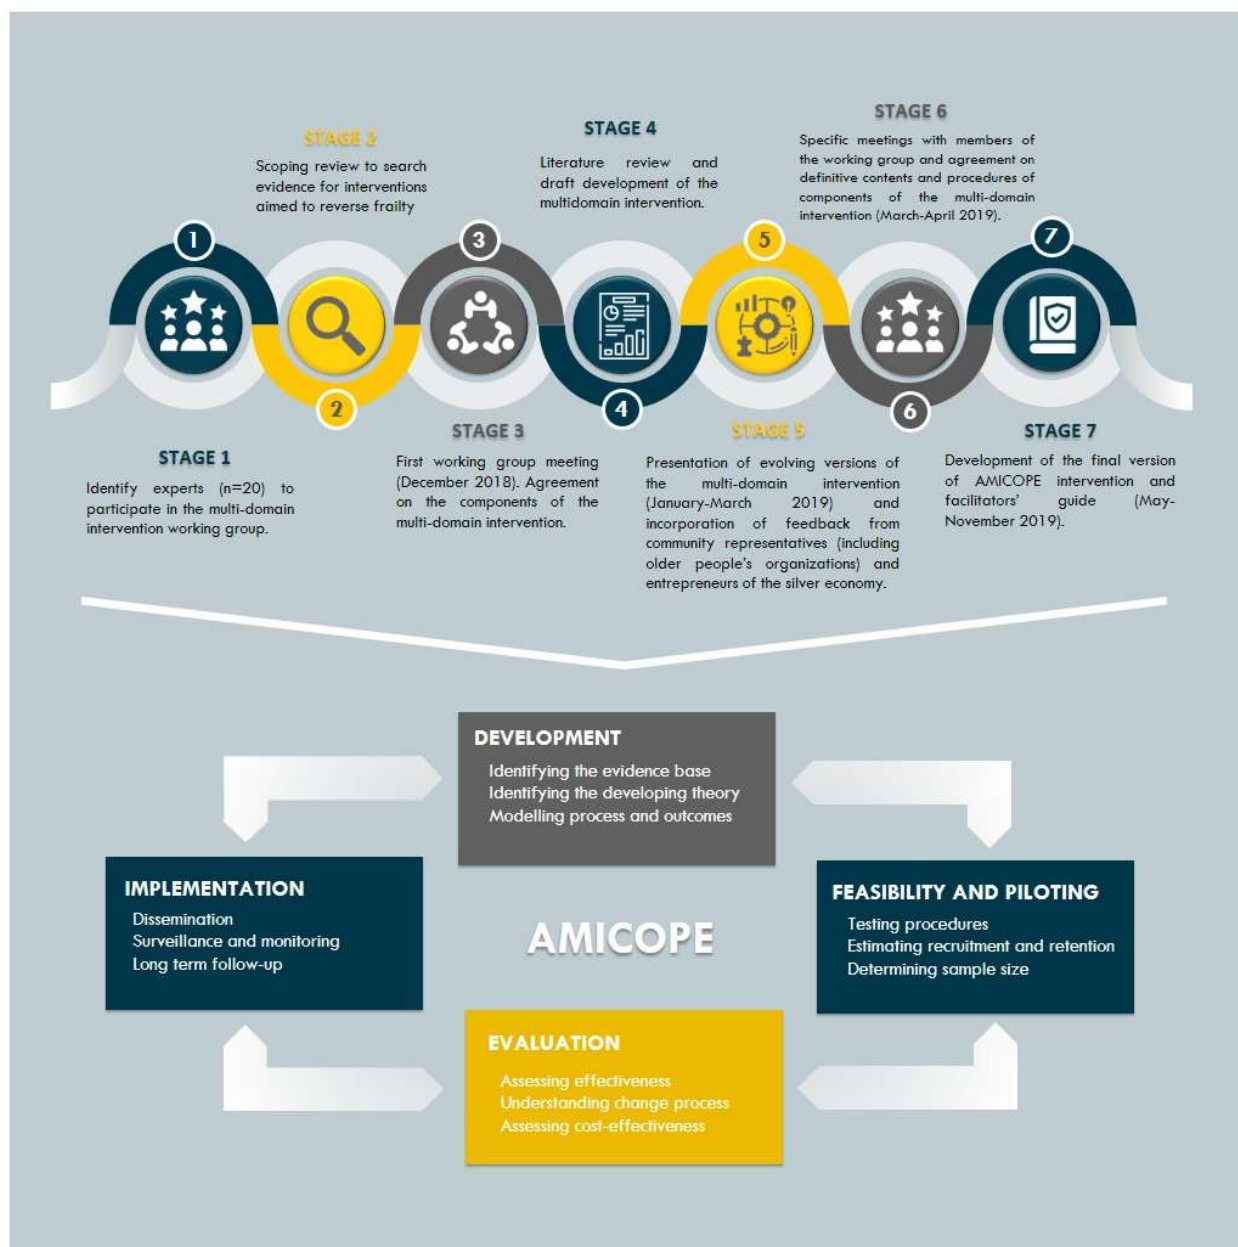 STAGE 1
Identify experts (n=20) to
participate in the multi-domain
intervention working group.
1
STAGE 2
Scoping review to search
evidence for interventions
aimed to reverse frailty
2
3
STAGE 3
First working group meeting
(December 2018). Agreement
on the components of the
multi-domain intervention.
STAGE 4
Literature review and
draft development of the
multidomain intervention.
4
5
STAGE 5
Presentation of evolving versions of
the multi-domain intervention
(January-March 2019) and
incorporation of feedback from
community representatives (including
older people's organizations) and
entrepreneurs of the silver economy.
STAGE 6
Specific meetings with members of
the working group and agreement on
definitive contents and procedures of
components of the multi-domain
intervention (March-April 2019).
6
7
STAGE 7
Development of the final version
of AMICOPE intervention and
facilitators' guide (May-
November 2019).
DEVELOPMENT
Identifying the evidence base
Identifying the developing theory
Modelling process and outcomes
IMPLEMENTATION
Dissemination
Surveillance and monitoring
Long term follow-up
AMICOPE
FEASIBILITY AND PILOTING
Testing procedures
Estimating recruitment and retention
Determining sample size
EVALUATION
Assessing effectiveness
Understanding change process
Assessing cost-effectiveness